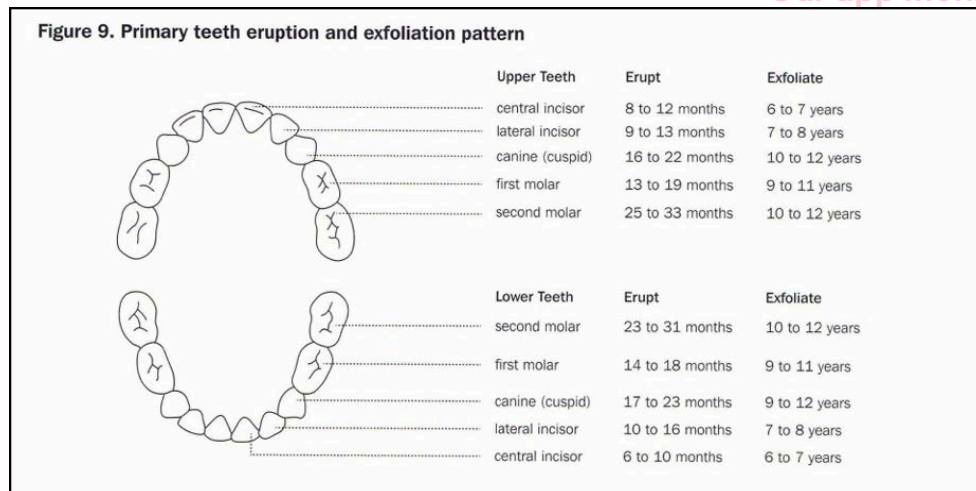 Figure 9. Primary teeth eruption and exfoliation pattern
Upper Teeth Erupt Exfoliate
central incisor 8 to 12 months 6 to 7 years
lateral incisor 9 to 13 months 7 to 8 years
canine (cuspid) 16 to 22 months 10 to 12 years
first molar 13 to 19 months 9 to 11 years
second molar 25 to 33 months 10 to 12 years
Lower Teeth Erupt Exfoliate
second molar 23 to 31 months 10 to 12 years
first molar 14 to 18 months 9 to 11 years
canine (cuspid) 17 to 23 months 9 to 12 years
lateral incisor 10 to 16 months 7 to 8 years
central incisor 6 to 10 months 6 to 7 years